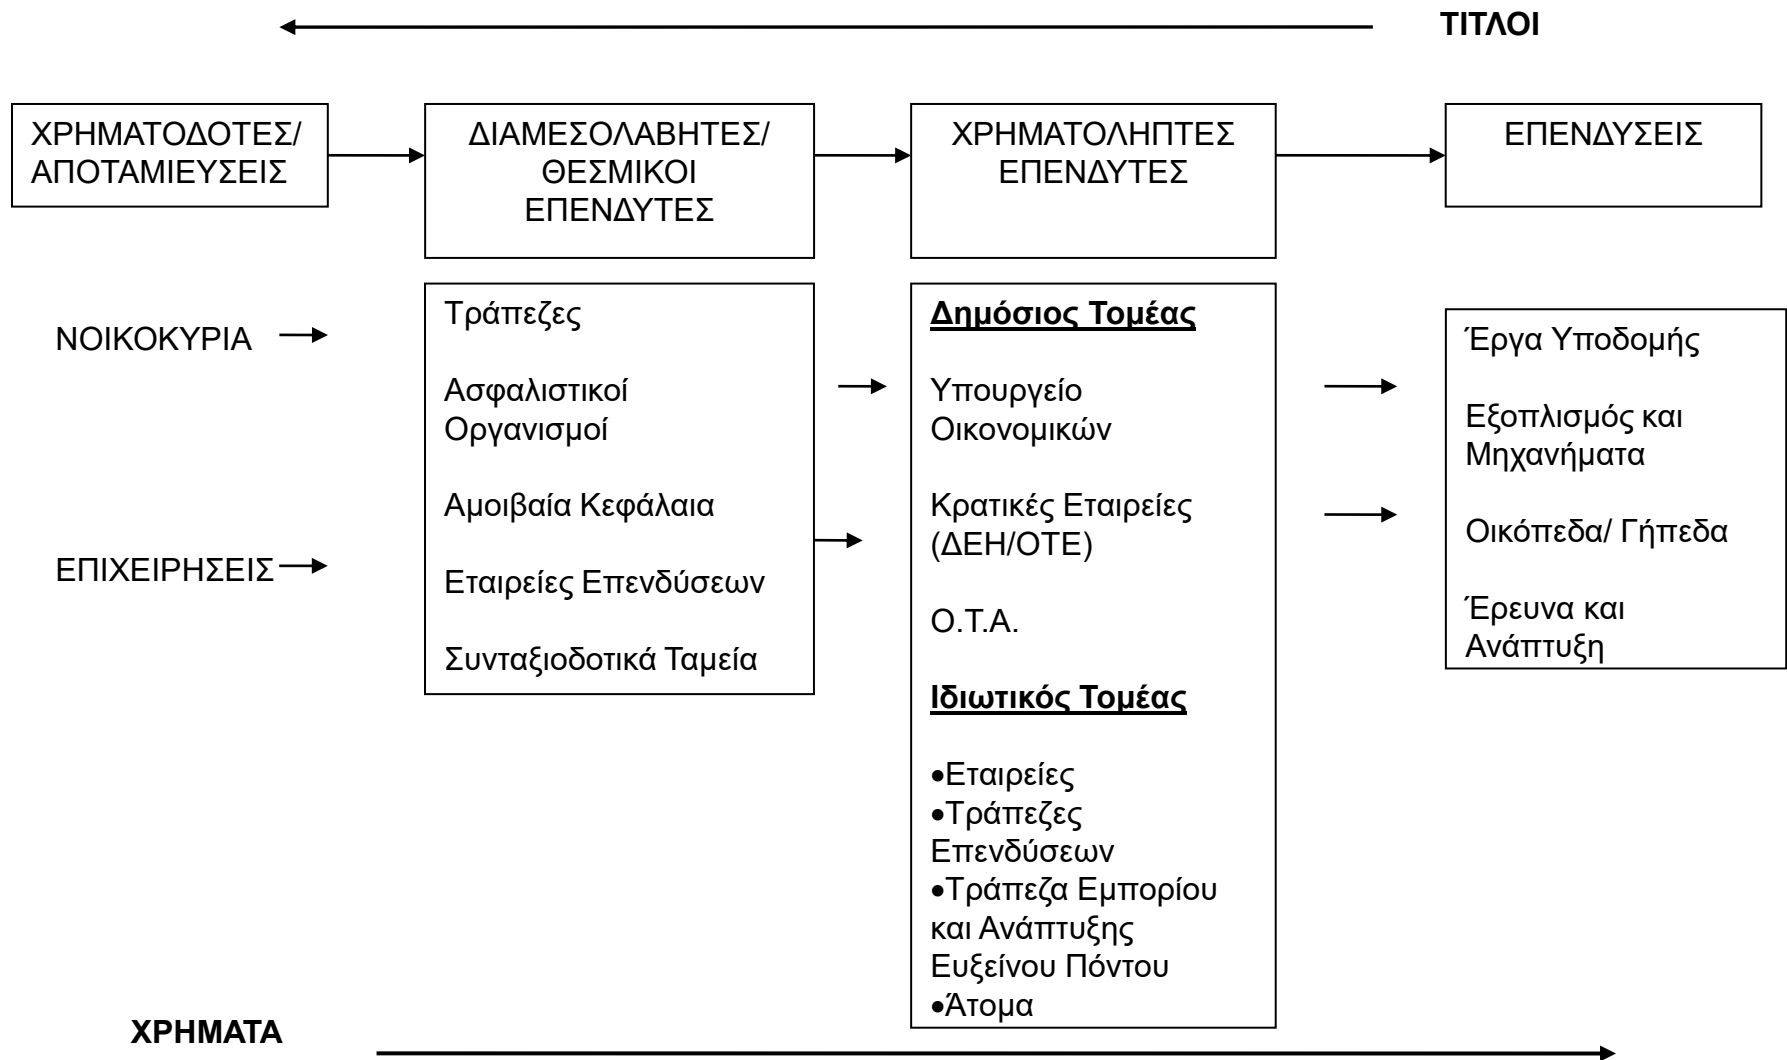 ΤΙΤΛΟΙ
ΧΡΗΜΑΤΟΔΟΤΕΣ/
ΑΠΟΤΑΜΙΕΥΣΕΙΣ
ΔΙΑΜΕΣΟΛΑΒΗΤΕΣ/
ΘΕΣΜΙΚΟΙ
ΕΠΕΝΔΥΤΕΣ
ΧΡΗΜΑΤΟΛΗΠΤΕΣ
ΕΠΕΝΔΥΤΕΣ
ΕΠΕΝΔΥΣΕΙΣ
ΝΟΙΚΟΚΥΡΙΑ
ΕΠΙΧΕΙΡΗΣΕΙΣ
Τράπεζες
Ασφαλιστικοί
Οργανισμοί
Αμοιβαία Κεφάλαια
Εταιρείες Επενδύσεων
Συνταξιοδοτικά Ταμεία
Δημόσιος Τομέας
Υπουργείο
Οικονομικών
Κρατικές Εταιρείες
(ΔΕΗ/ΟΤΕ)
Ο.Τ.Α.
Ιδιωτικός Τομέας
•Εταιρείες
•Τράπεζες
Επενδύσεων
•Τράπεζα Εμπορίου
και Ανάπτυξης
Ευξείνου Πόντου
•Άτομα
Έργα Υποδομής
Εξοπλισμός και
Μηχανήματα
Οικόπεδα/ Γήπεδα
Έρευνα και
Ανάπτυξη
ΧΡΗΜΑΤΑ